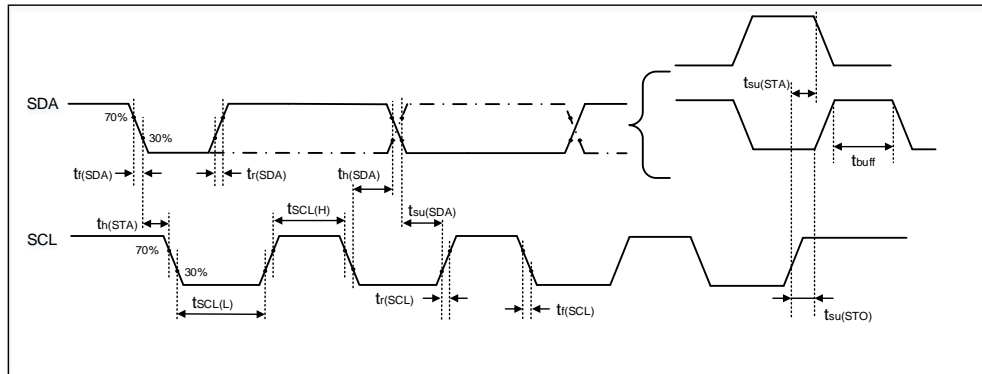 tsu(STA)
SDA
70%
30%
tbuff
tf(SDA)
tr(SDA)
th(SDA)
th(STA)
tSCL(H)
tsu(SDA)
SCL
70%
30%
tSCL(L)
tr(SCL)
tf(SCL)
tsu(STO)